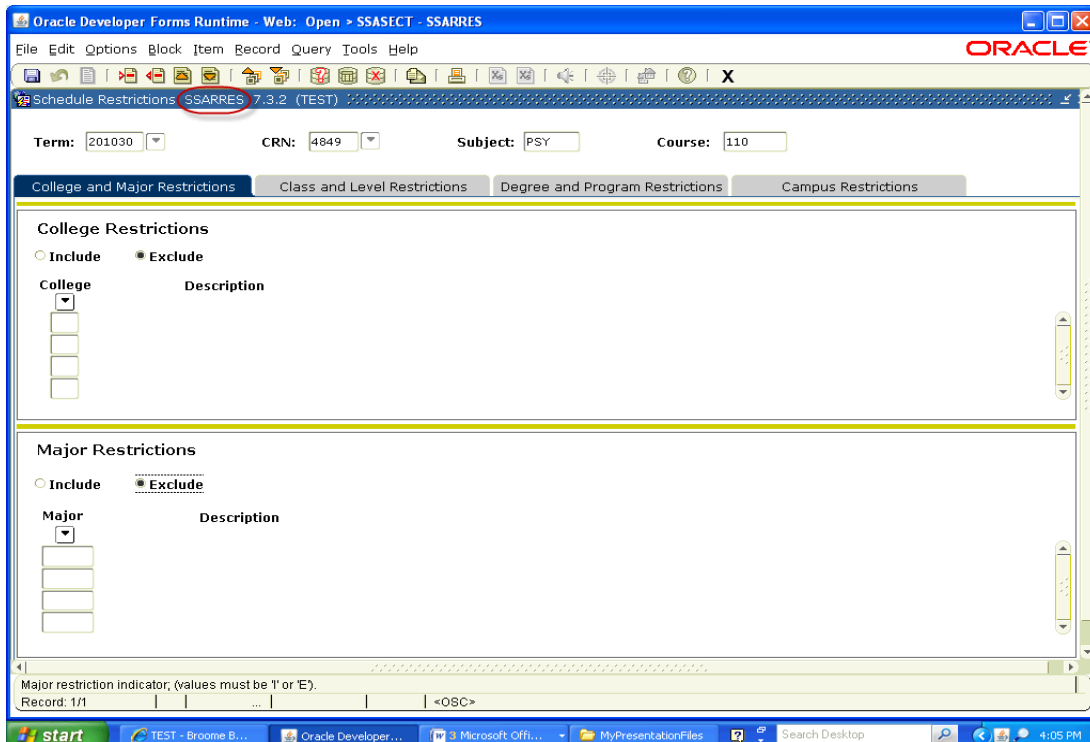 Oracle Developer Forms Runtime - Web: Open > SSASECT - SSARRES
File Edit Options Block Item Record Query Tools Help
ORACLE
X
Schedule Restrictions SSARRES 7.3.2 (TEST)
Term: 201030 CRN: 4849 Subject: PSY Course: 110
College and Major Restrictions Class and Level Restrictions Degree and Program Restrictions Campus Restrictions
College Restrictions
Include Exclude
College Description
Major Restrictions
Include Exclude
Major Description
Major restriction indicator; (values must be 'I' or 'E').
Record: 1/1 ... <OSC>
start TEST - Broome B... Oracle Developer... 3 Microsoft Offi... MyPresentationFiles Search Desktop 4:05 PM